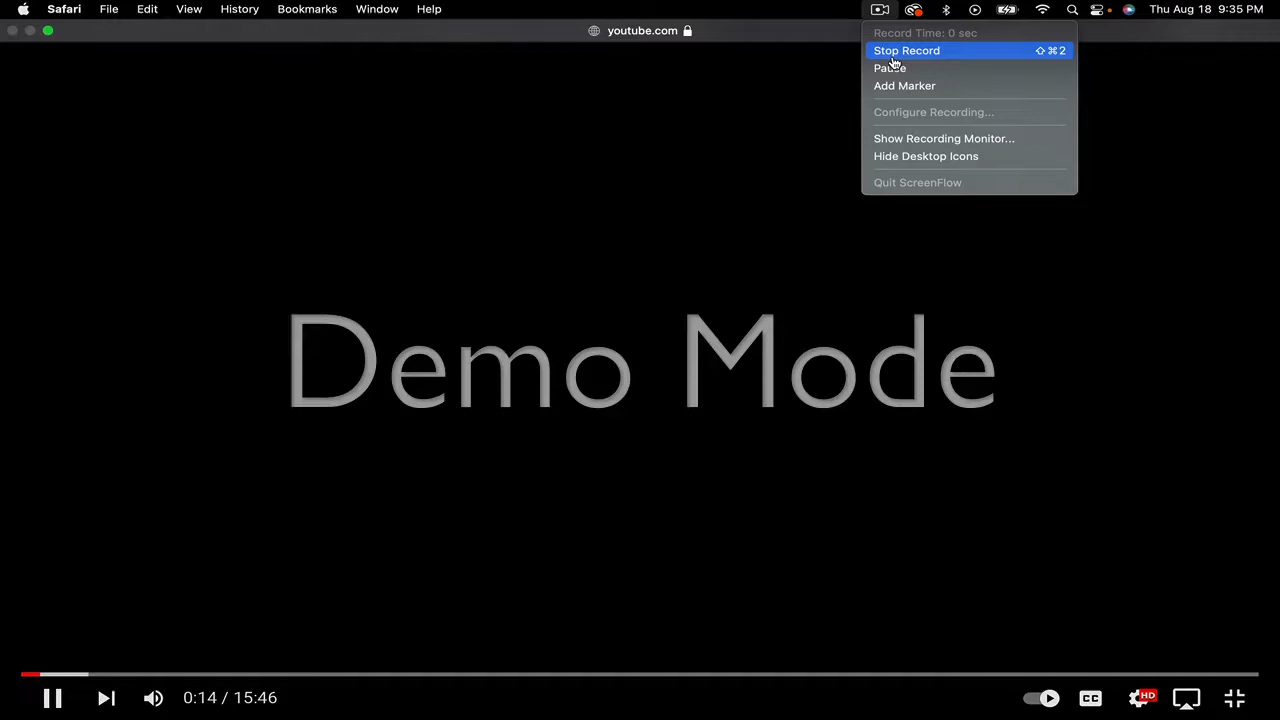 Safari File Edit View History Bookmarks Window Help Thu Aug 18 9:35 PM
youtube.com
Record Time: 0 sec
Stop Record ⇧⌘2
Pause
Add Marker
Configure Recording...
Show Recording Monitor...
Hide Desktop Icons
Quit ScreenFlow
Demo Mode
0:14 / 15:46 CC HD